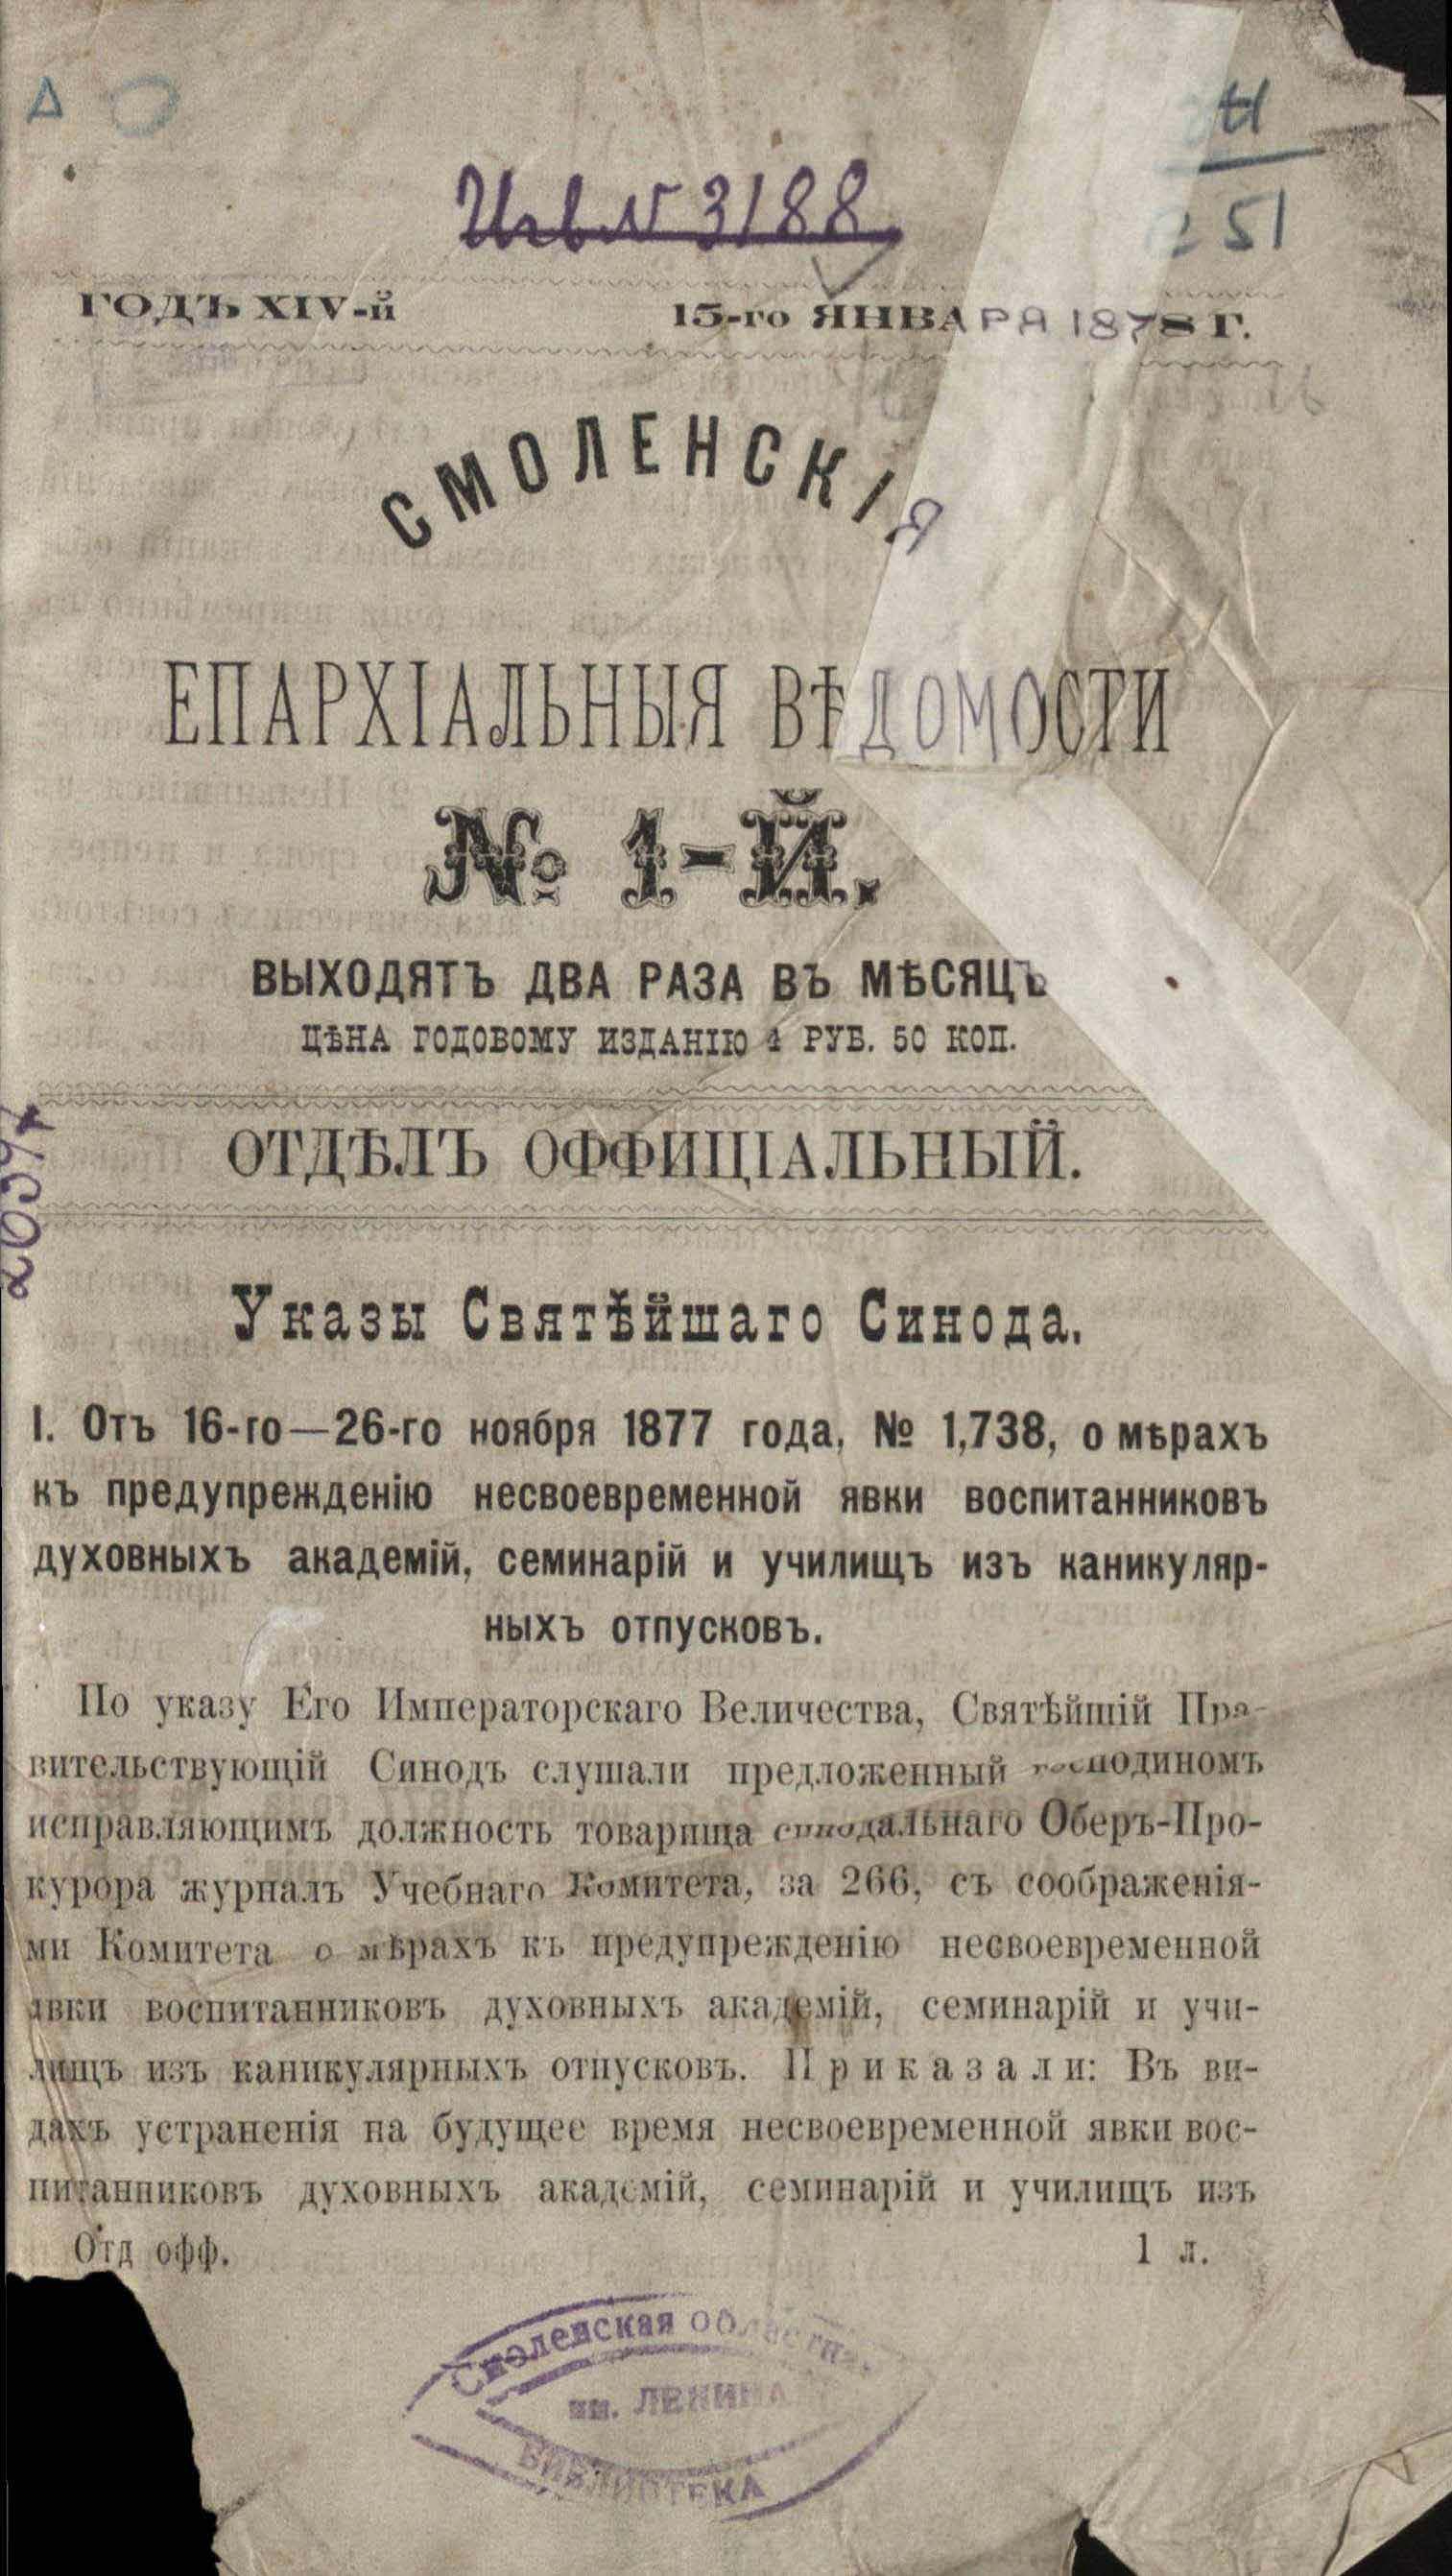 Инв № 3188
51
ГОДЪ XIV-й
15-го ЯНВАРЯ 1878 Г.
СМОЛЕНСКІЯ
ЕПАРХІАЛЬНЫЯ ВѢДОМОСТИ
№ 1-Й.
ВЫХОДЯТЪ ДВА РАЗА ВЪ МѢСЯЦЪ
ЦѢНА ГОДОВОМУ ИЗДАНІЮ 4 РУБ. 50 КОП.
ОТДѢЛЪ ОФФИЦІАЛЬНЫЙ.
Указы Святѣйшаго Синода.
I. Отъ 16-го—26-го ноября 1877 года, № 1,738, о мѣрахъ
къ предупрежденію несвоевременной явки воспитанниковъ
духовныхъ академій, семинарій и училищъ изъ каникуляр-
ныхъ отпусковъ.
По указу Его Императорскаго Величества, Святѣйшій Пра-
вительствующій Синодъ слушали предложенный господиномъ
исправляющимъ должность товарища синодальнаго Оберъ-Про-
курора журналъ Учебнаго Комитета, за 266, съ соображенія-
ми Комитета о мѣрахъ къ предупрежденію несвоевременной
явки воспитанниковъ духовныхъ академій, семинарій и учи-
лищъ изъ каникулярныхъ отпусковъ. Приказали: Въ ви-
дахъ устраненія на будущее время несвоевременной явки вос-
питанниковъ духовныхъ академій, семинарій и училищъ изъ
Отд офф.
1 л.
Смоленская областная
им. ЛЕНИНА
БИБЛИОТЕКА